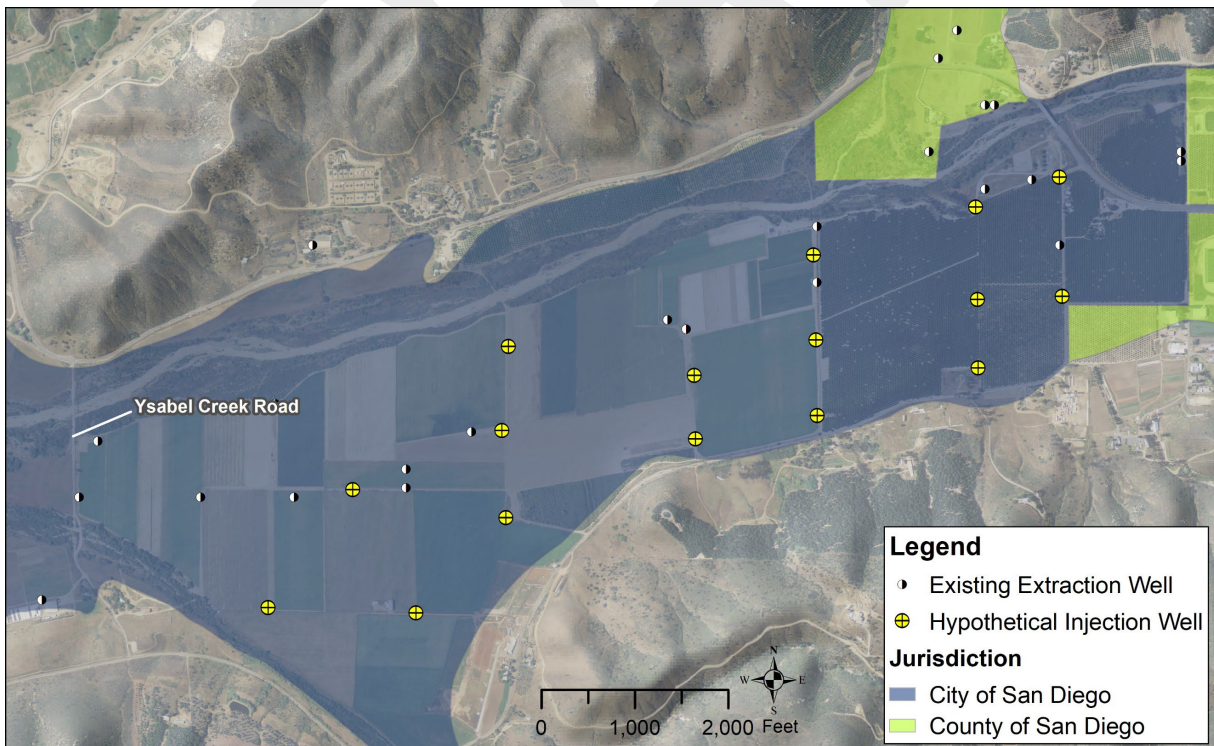 Ysabel Creek Road
N
W
E
S
0
1,000
2,000
Feet
Legend
Existing Extraction Well
Hypothetical Injection Well
Jurisdiction
City of San Diego
County of San Diego